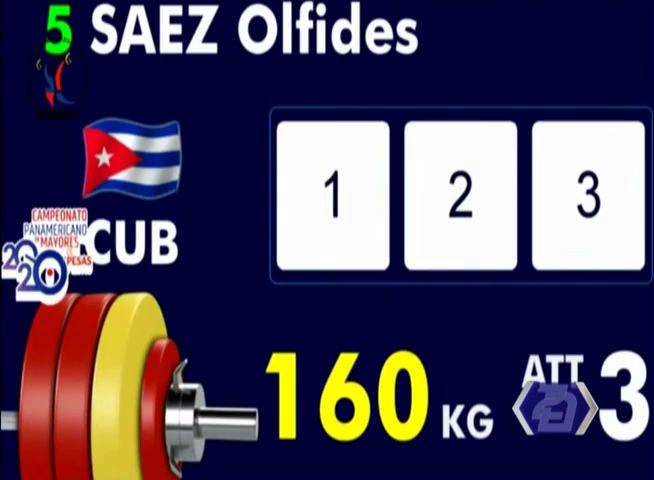 5 SAEZ Olfides
1 2 3
CAMPEONATO
PANAMERICANO
MAYORES
PESAS
2020
CUB
160 KG ATT 3